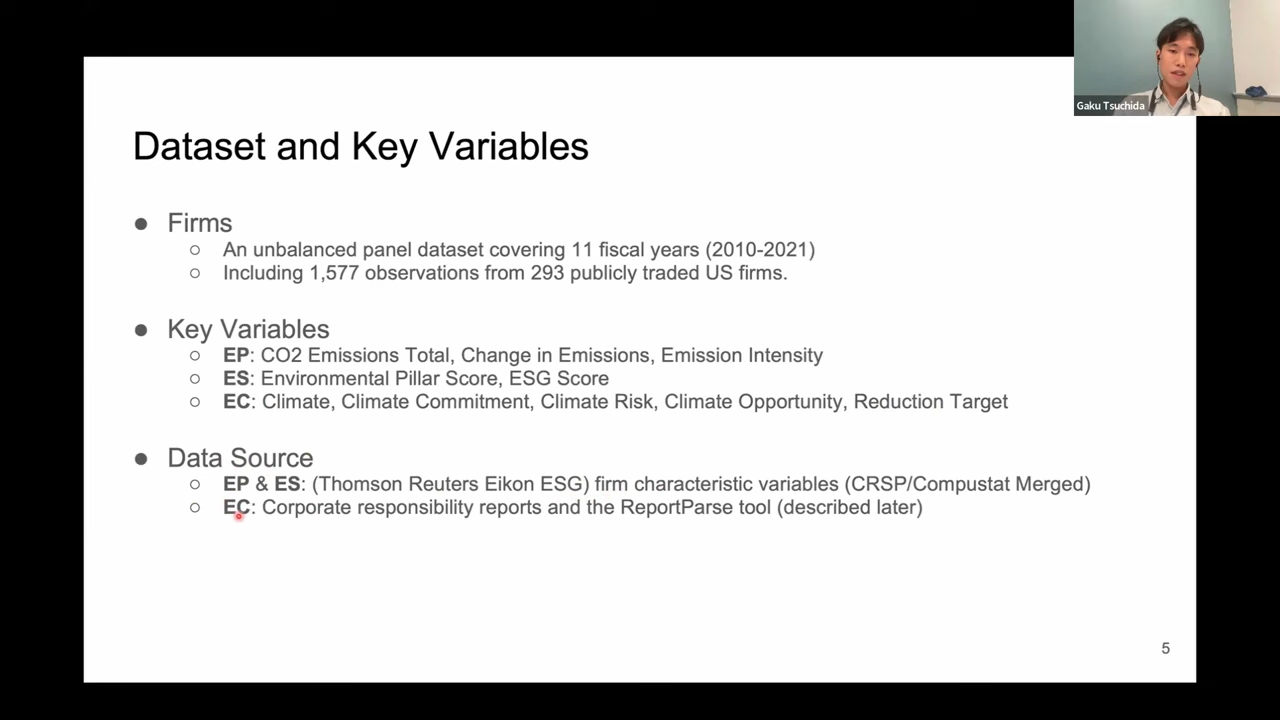 Gaku Tsuchida
Dataset and Key Variables
● Firms
○ An unbalanced panel dataset covering 11 fiscal years (2010-2021)
○ Including 1,577 observations from 293 publicly traded US firms.
● Key Variables
○ EP: CO2 Emissions Total, Change in Emissions, Emission Intensity
○ ES: Environmental Pillar Score, ESG Score
○ EC: Climate, Climate Commitment, Climate Risk, Climate Opportunity, Reduction Target
● Data Source
○ EP & ES: (Thomson Reuters Eikon ESG) firm characteristic variables (CRSP/Compustat Merged)
○ EC: Corporate responsibility reports and the ReportParse tool (described later)
5